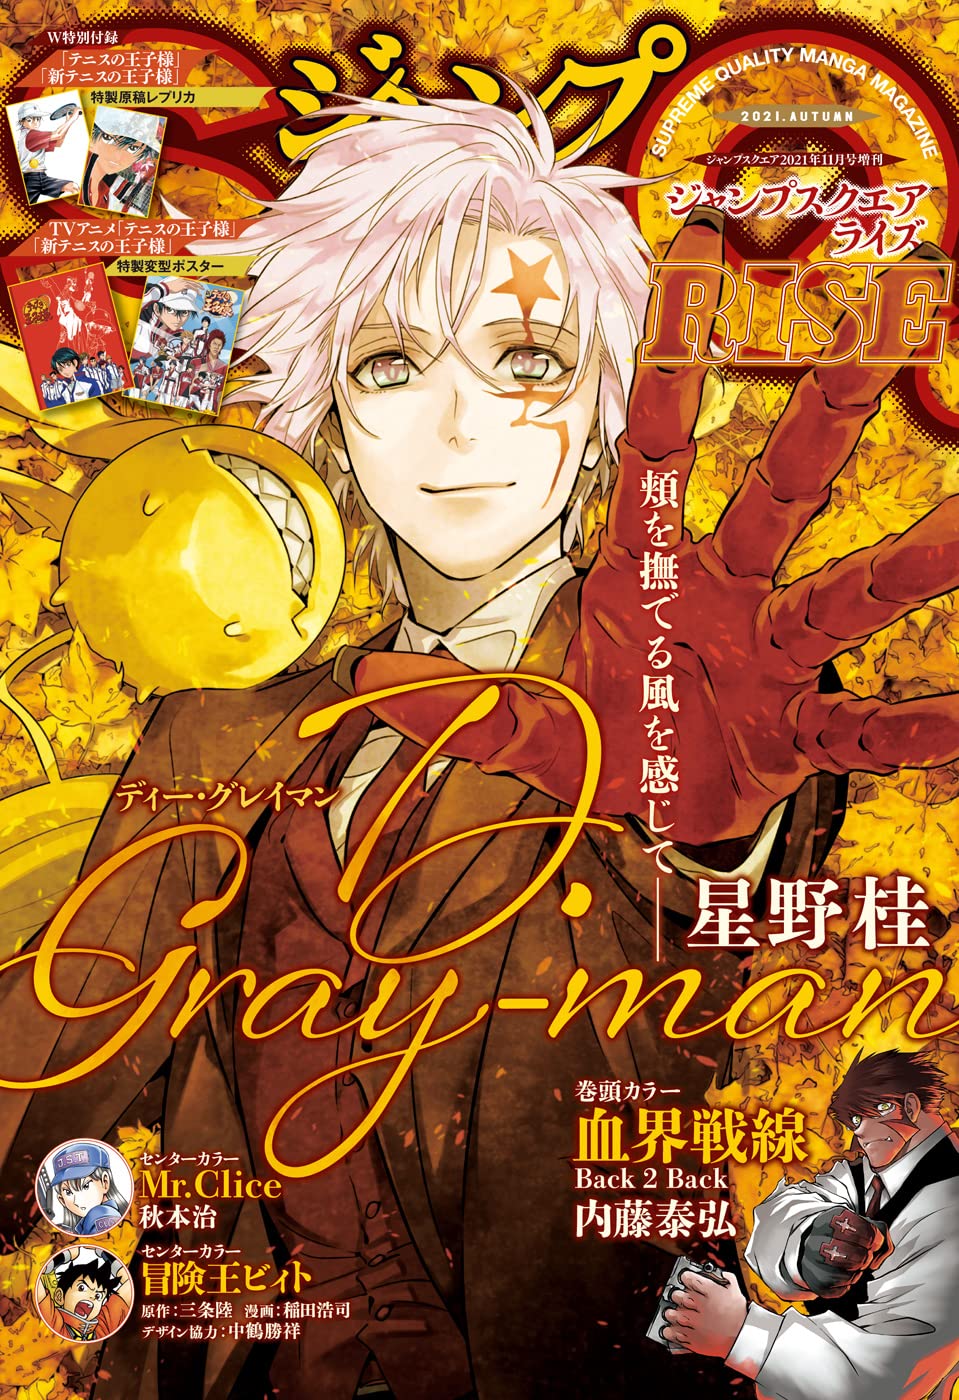 W特別付録
「テニスの王子様」
「新テニスの王子様」
特製原稿レプリカ
TVアニメ「テニスの王子様」
「新テニスの王子様」
特製変型ポスター
ジャンプ
SUPREME QUALITY MANGA MAGAZINE
2021.AUTUMN
ジャンプスクエア2021年11月号増刊
ジャンプスクエア
ライズ
RISE
頬を撫でる風を感じて――
ディー・グレイマン
D.
Gray-man
星野桂
巻頭カラー
血界戦線
Back 2 Back
内藤泰弘
J.S.T.
センターカラー
Mr.Clice
秋本治
センターカラー
冒険王ビィト
原作:三条陸 漫画:稲田浩司
デザイン協力:中鶴勝祥